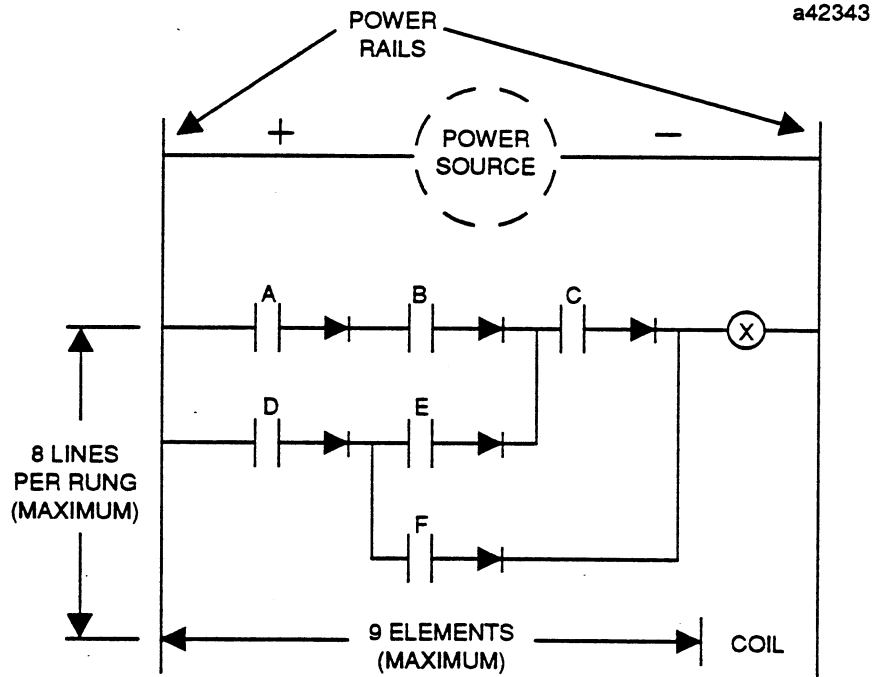 a42343
POWER
RAILS
+
−
POWER
SOURCE
A
B
C
X
D
E
8 LINES
PER RUNG
(MAXIMUM)
F
9 ELEMENTS
(MAXIMUM)
COIL